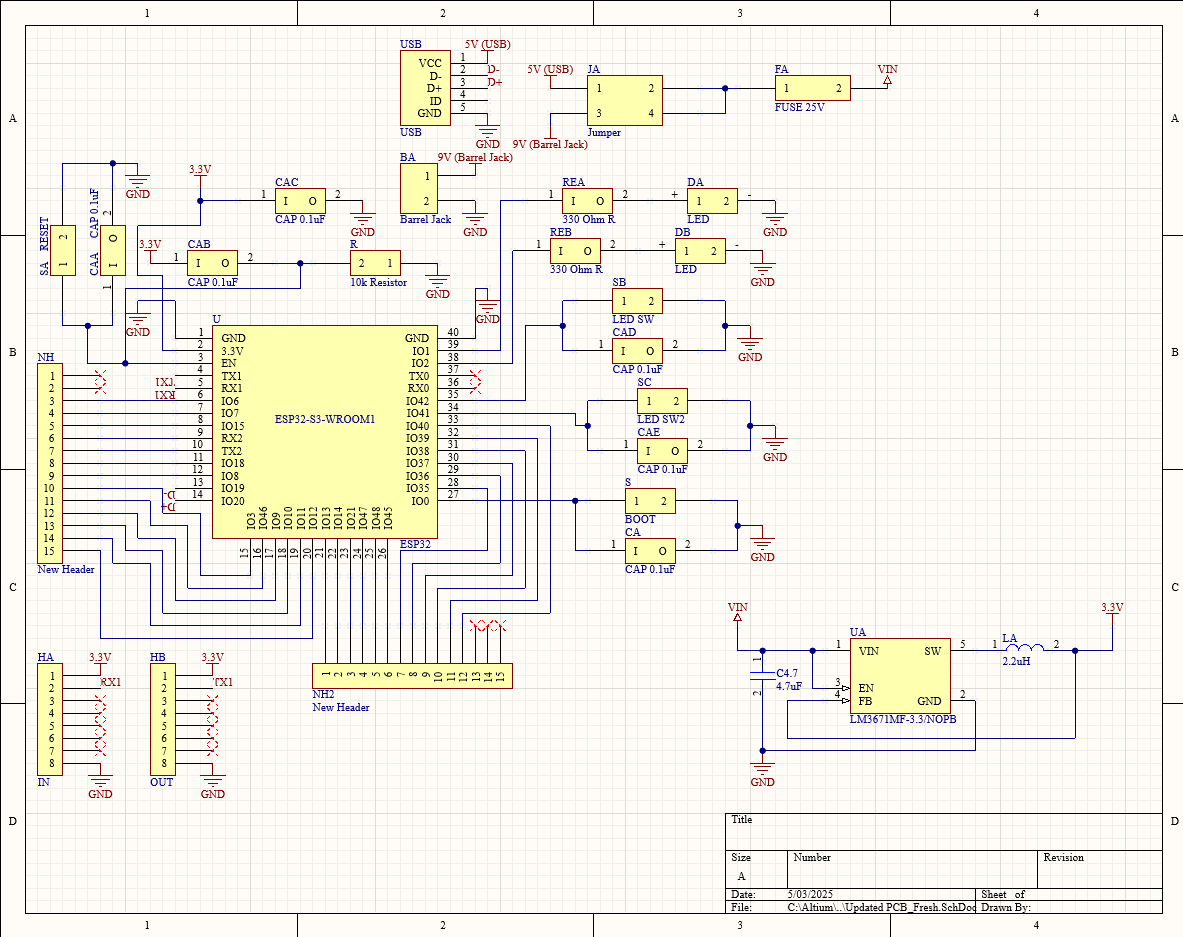 1 2 3 4
A
B
C
D
A
B
C
D
1 2 3 4
USB
5V (USB)
VCC 1
D- 2 D-
D+ 3 D+
ID 4
GND 5
USB
GND
5V (USB)
JA
1 2
3 4
Jumper
9V (Barrel Jack)
FA
1 2
FUSE 25V
VIN
BA
9V (Barrel Jack)
1
2
Barrel Jack
GND
3.3V
CAC
1 I O 2
CAP 0.1uF
GND
GND
SA RESET
1 2
CAA CAP 0.1uF
1 I O 2
3.3V
CAB
1 I O 2
CAP 0.1uF
R
2 1
10k Resistor
GND
GND
REA
1 I O 2
330 Ohm R
DA
+ 1 2 -
LED
GND
REB
1 I O 2
330 Ohm R
DB
+ 1 2 -
LED
GND
SB
1 2
LED SW
CAD
1 I O 2
CAP 0.1uF
GND
SC
1 2
LED SW2
CAE
1 I O 2
CAP 0.1uF
GND
S
1 2
BOOT
CA
1 I O 2
CAP 0.1uF
GND
GND
U
1 GND
2 3.3V
3 EN
4 TX1
5 RX1
6 IO6
7 IO7
8 IO15
9 RX2
10 TX2
11 IO18
12 IO8
13 IO19
14 IO20
TX1
RX1
D-
D+
ESP32-S3-WROOM1
GND 40
IO1 39
IO2 38
TX0 37
RX0 36
IO42 35
IO41 34
IO40 33
IO39 32
IO38 31
IO37 30
IO36 29
IO35 28
IO0 27
IO3 IO46 IO9 IO10 IO11 IO12 IO13 IO14 IO21 IO47 IO48 IO45
15 16 17 18 19 20 21 22 23 24 25 26
ESP32
NH
1
2
3
4
5
6
7
8
9
10
11
12
13
14
15
New Header
1 2 3 4 5 6 7 8 9 10 11 12 13 14 15
NH2
New Header
HA
3.3V
1
2 RX1
3
4
5
6
7
8
IN
GND
HB
3.3V
1
2 TX1
3
4
5
6
7
8
OUT
GND
VIN
C4.7
4.7uF
1
2
GND
UA
1 VIN SW 5
3 EN
4 FB GND 2
LM3671MF-3.3/NOPB
LA
1 2
2.2uH
3.3V
Title
Size Number Revision
A
Date: 5/03/2025 Sheet of
File: C:\Altium\..\Updated PCB_Fresh.SchDoc Drawn By: